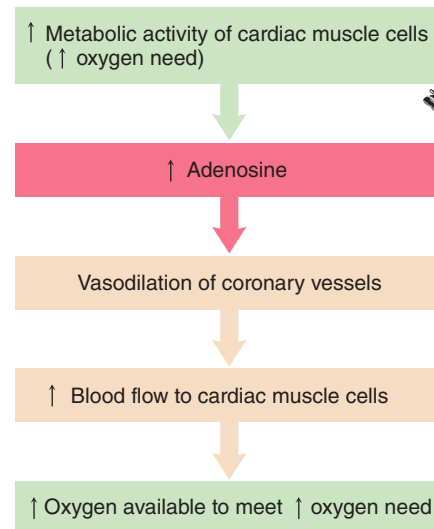 ↑ Metabolic activity of cardiac muscle cells
(↑ oxygen need)
↑ Adenosine
Vasodilation of coronary vessels
↑ Blood flow to cardiac muscle cells
↑ Oxygen available to meet ↑ oxygen need